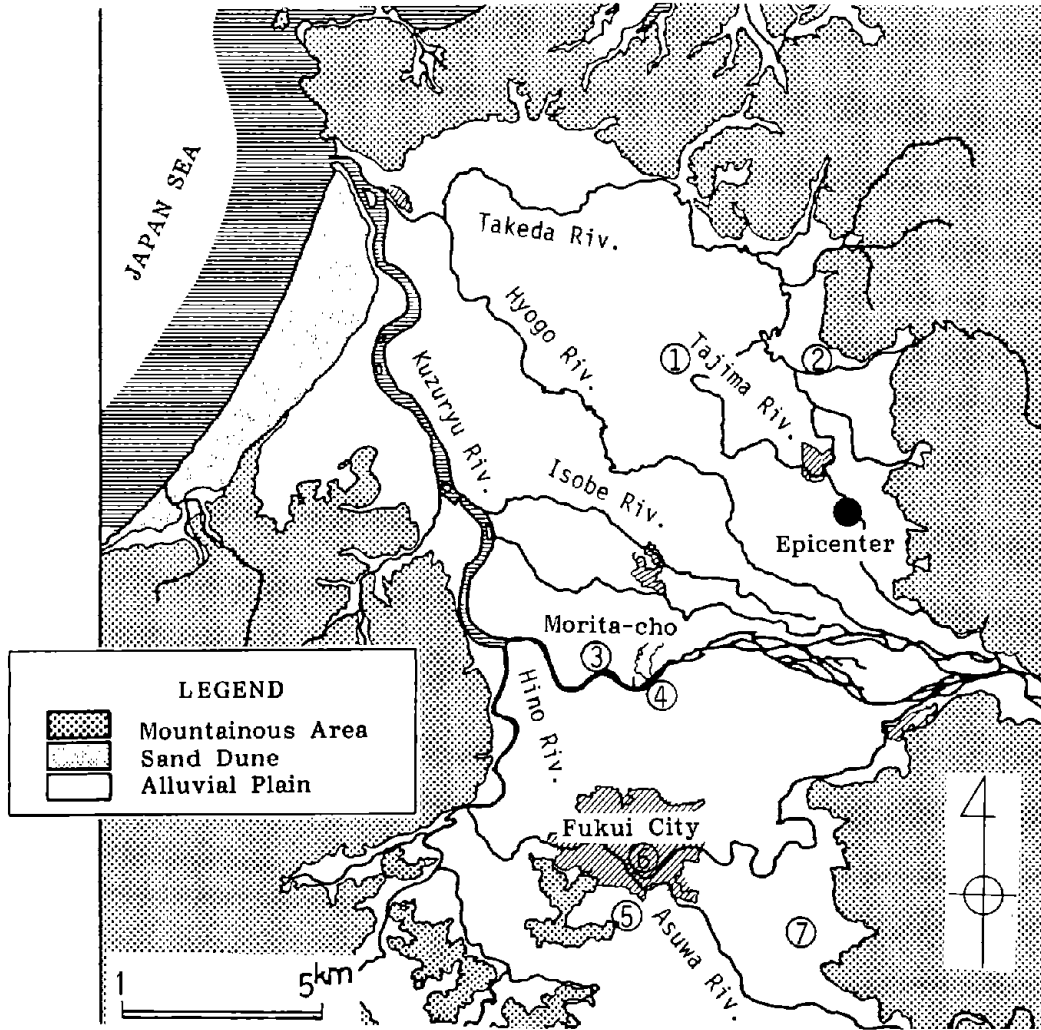 JAPAN SEA
Takeda Riv.
Hyogo Riv.
①
Tajima Riv.
②
Kuzuryu Riv.
Isobe Riv.
Epicenter
Morita-cho
③
④
Hino Riv.
LEGEND
Mountainous Area
Sand Dune
Alluvial Plain
Fukui City
⑥
⑤
Asuwa Riv.
⑦
1 5km